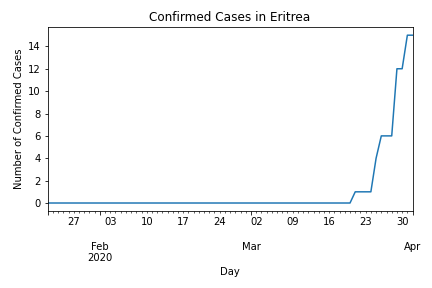 Confirmed Cases in Eritrea
Number of Confirmed Cases
14
12
10
8
6
4
2
0
27 03 10 17 24 02 09 16 23 30
Feb Mar Apr
2020
Day